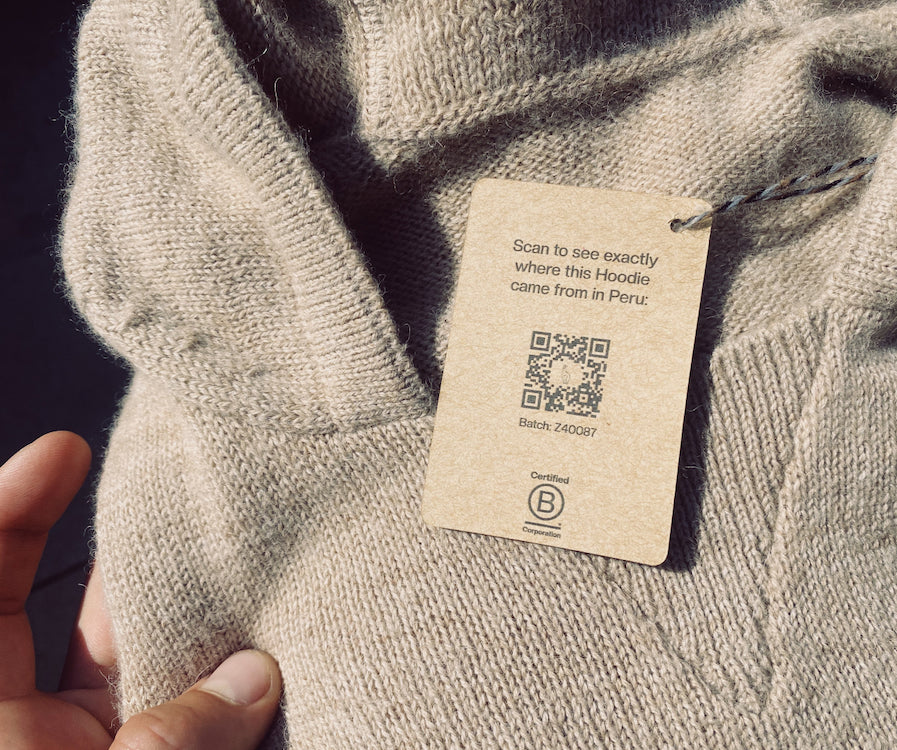 Scan to see exactly
where this Hoodie
came from in Peru:
Batch: Z40087
Certified
B
Corporation